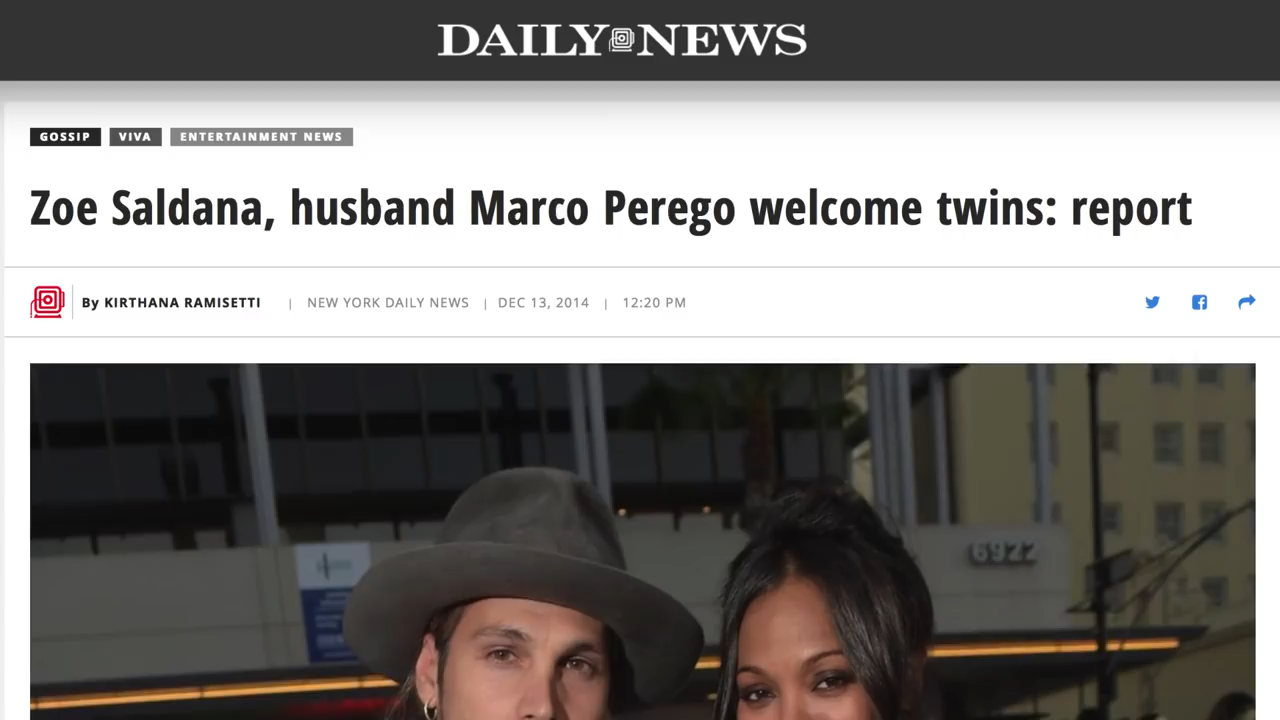 DAILY NEWS
GOSSIP VIVA ENTERTAINMENT NEWS
Zoe Saldana, husband Marco Perego welcome twins: report
By KIRTHANA RAMISETTI | NEW YORK DAILY NEWS | DEC 13, 2014 | 12:20 PM
6922